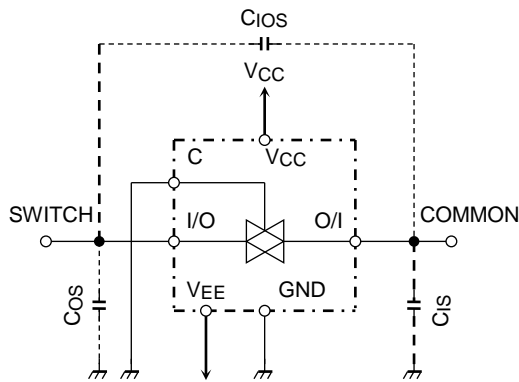 CIOS
VCC
C
VCC
SWITCH
I/O
O/I
COMMON
COS
VEE
GND
CIS